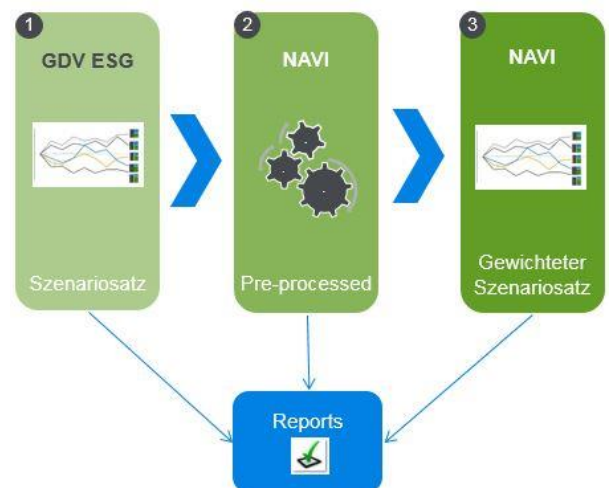 1
GDV ESG
Szenariosatz
2
NAVI
Pre-processed
3
NAVI
Gewichteter
Szenariosatz
Reports